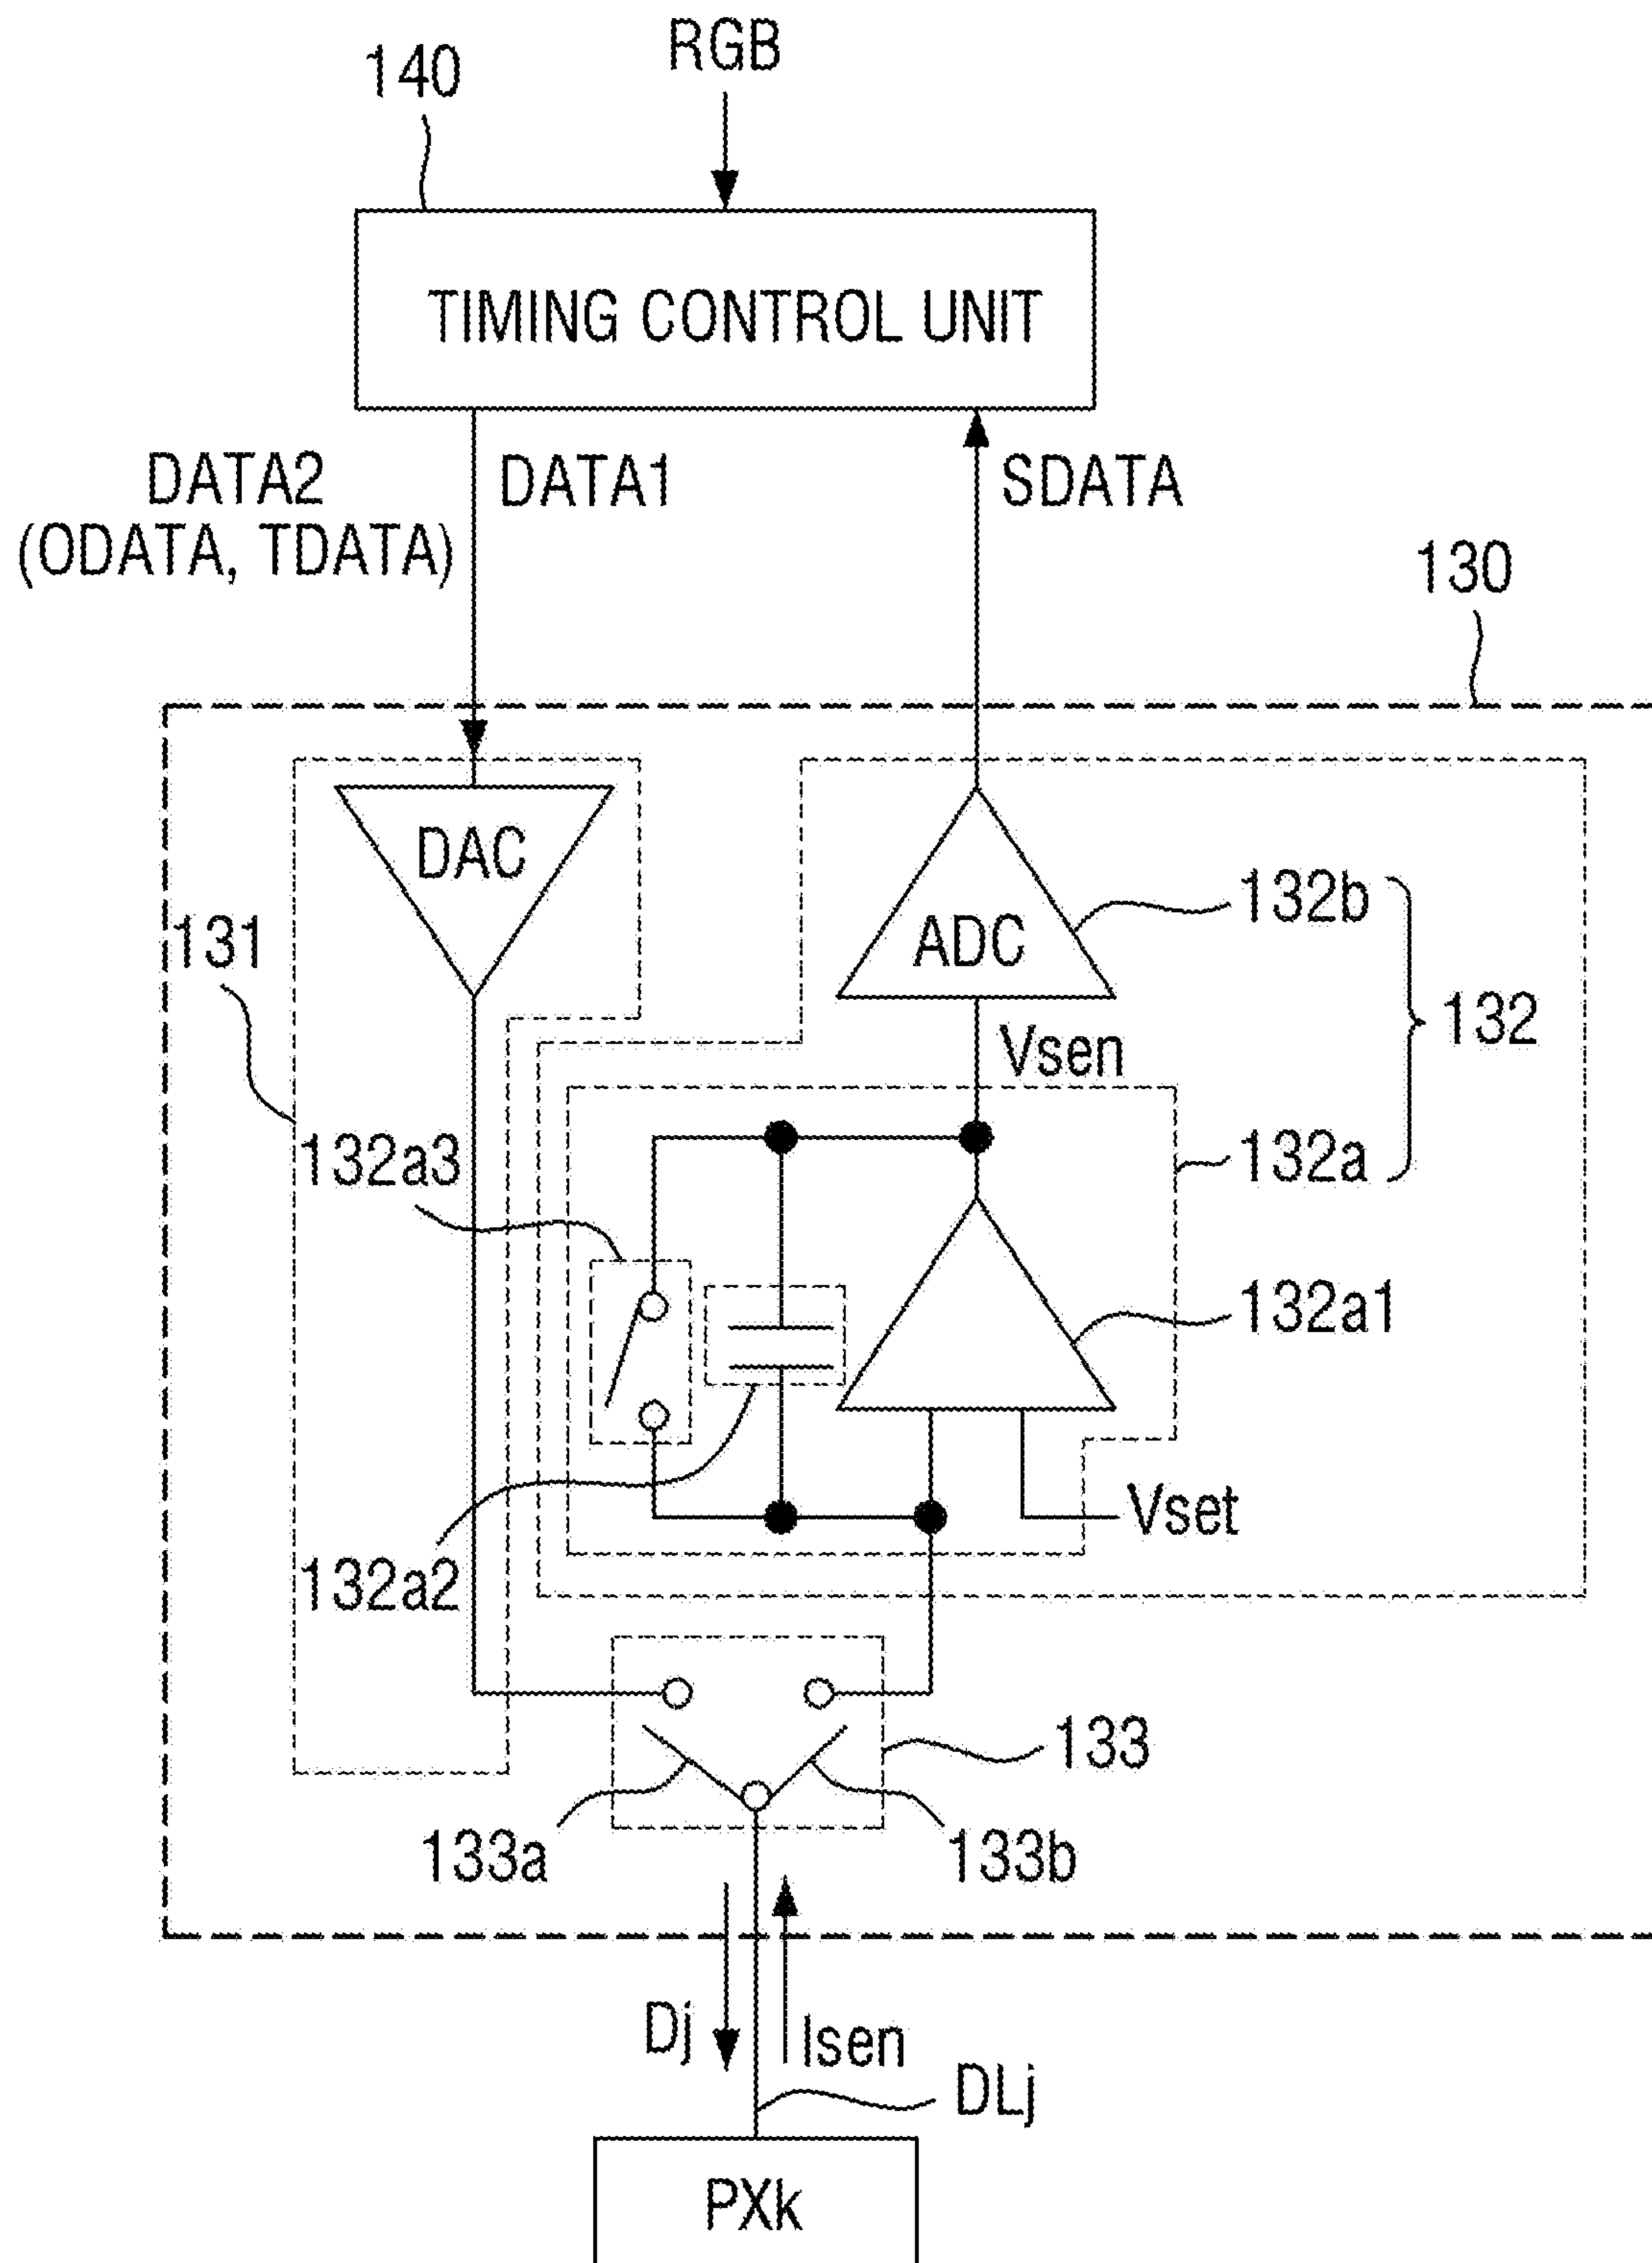 RGB
140
TIMING CONTROL UNIT
DATA2
(ODATA, TDATA)
DATA1
SDATA
130
DAC
131
ADC
132b
132
Vsen
132a3
132a
132a1
Vset
132a2
133
133a
133b
Dj
Isen
DLj
PXk